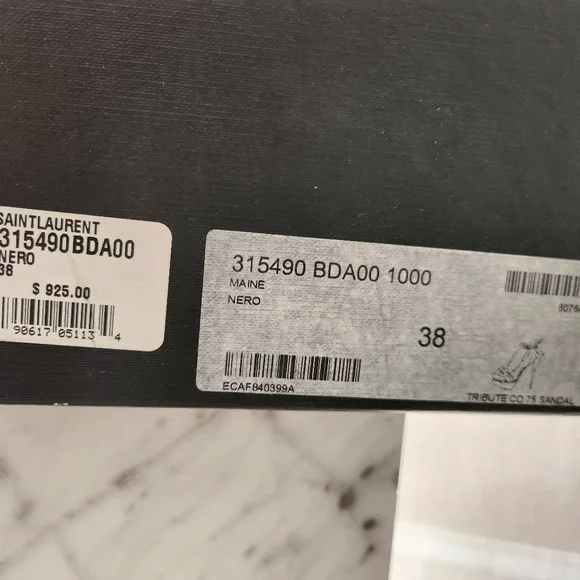 SAINTLAURENT
315490BDA00
NERO
38
$ 925.00
90617 05113 4
315490 BDA00 1000
MAINE
NERO
38
ECAF840399A
TRIBUTE CO.75 SANDAL